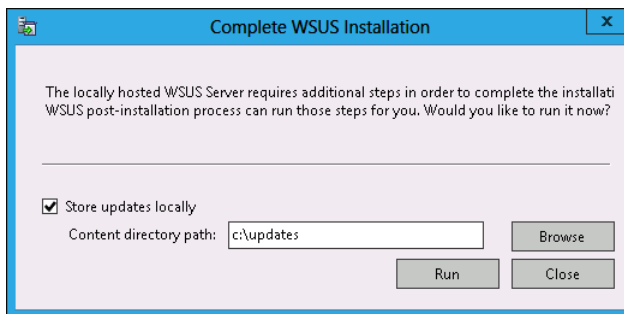 Complete WSUS Installation
x
The locally hosted WSUS Server requires additional steps in order to complete the installati
WSUS post-installation process can run those steps for you. Would you like to run it now?
Store updates locally
Content directory path: c:\updates Browse
Run Close